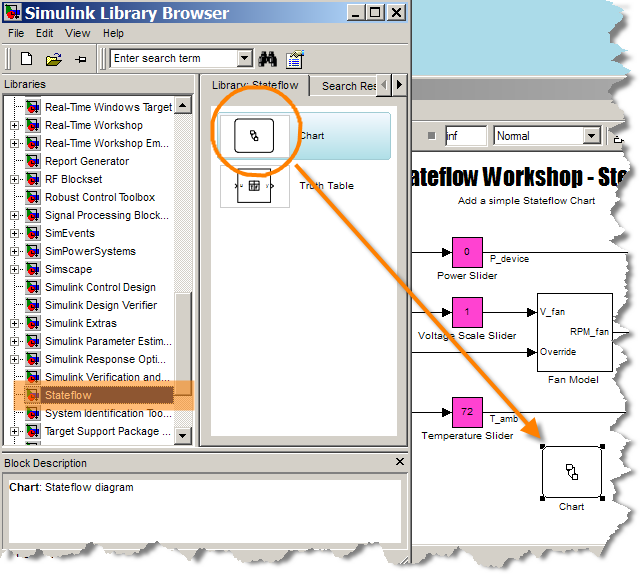 Simulink Library Browser
File Edit View Help
Enter search term
Libraries
Real-Time Windows Target
Real-Time Workshop
Real-Time Workshop Em...
Report Generator
RF Blockset
Robust Control Toolbox
Signal Processing Block...
SimEvents
SimPowerSystems
Simscape
Simulink Control Design
Simulink Design Verifier
Simulink Extras
Simulink Parameter Estim...
Simulink Response Opti...
Simulink Verification and...
Stateflow
System Identification Too...
Target Support Package ...
Library: Stateflow
Search Res
Chart
Truth Table
Block Description
Chart: Stateflow diagram
inf
Normal
Stateflow Workshop - Ste
Add a simple Stateflow Chart
0
P_device
Power Slider
1
Voltage Scale Slider
V_fan
RPM_fan
Override
Fan Model
72
T_amb
Temperature Slider
Chart